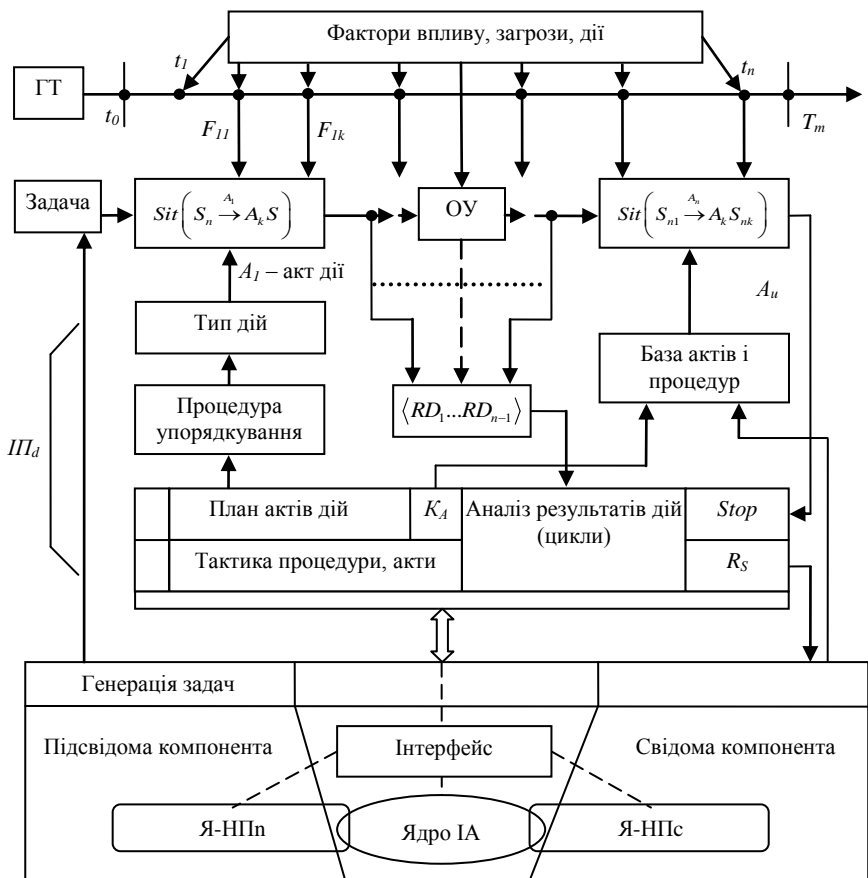 Фактори впливу, загрози, дії
ГТ
t₀
t₁
tₙ
Tₘ
F₁₁
F₁ₖ
Задача
Sit(Sₙ →^{A₁} AₖS)
ОУ
Sit(Sₙ₁ →^{Aₙ} AₖSₙₖ)
A₁ – акт дії
Aᵤ
Тип дій
База актів і
процедур
Процедура
упорядкування
⟨RD₁...RDₙ₋₁⟩
ІП_d
План актів дій
K_A
Аналіз результатів дій
(цикли)
Stop
Тактика процедури, акти
R_S
Генерація задач
Підсвідома компонента
Інтерфейс
Свідома компонента
Я-НПп
Ядро ІА
Я-НПс